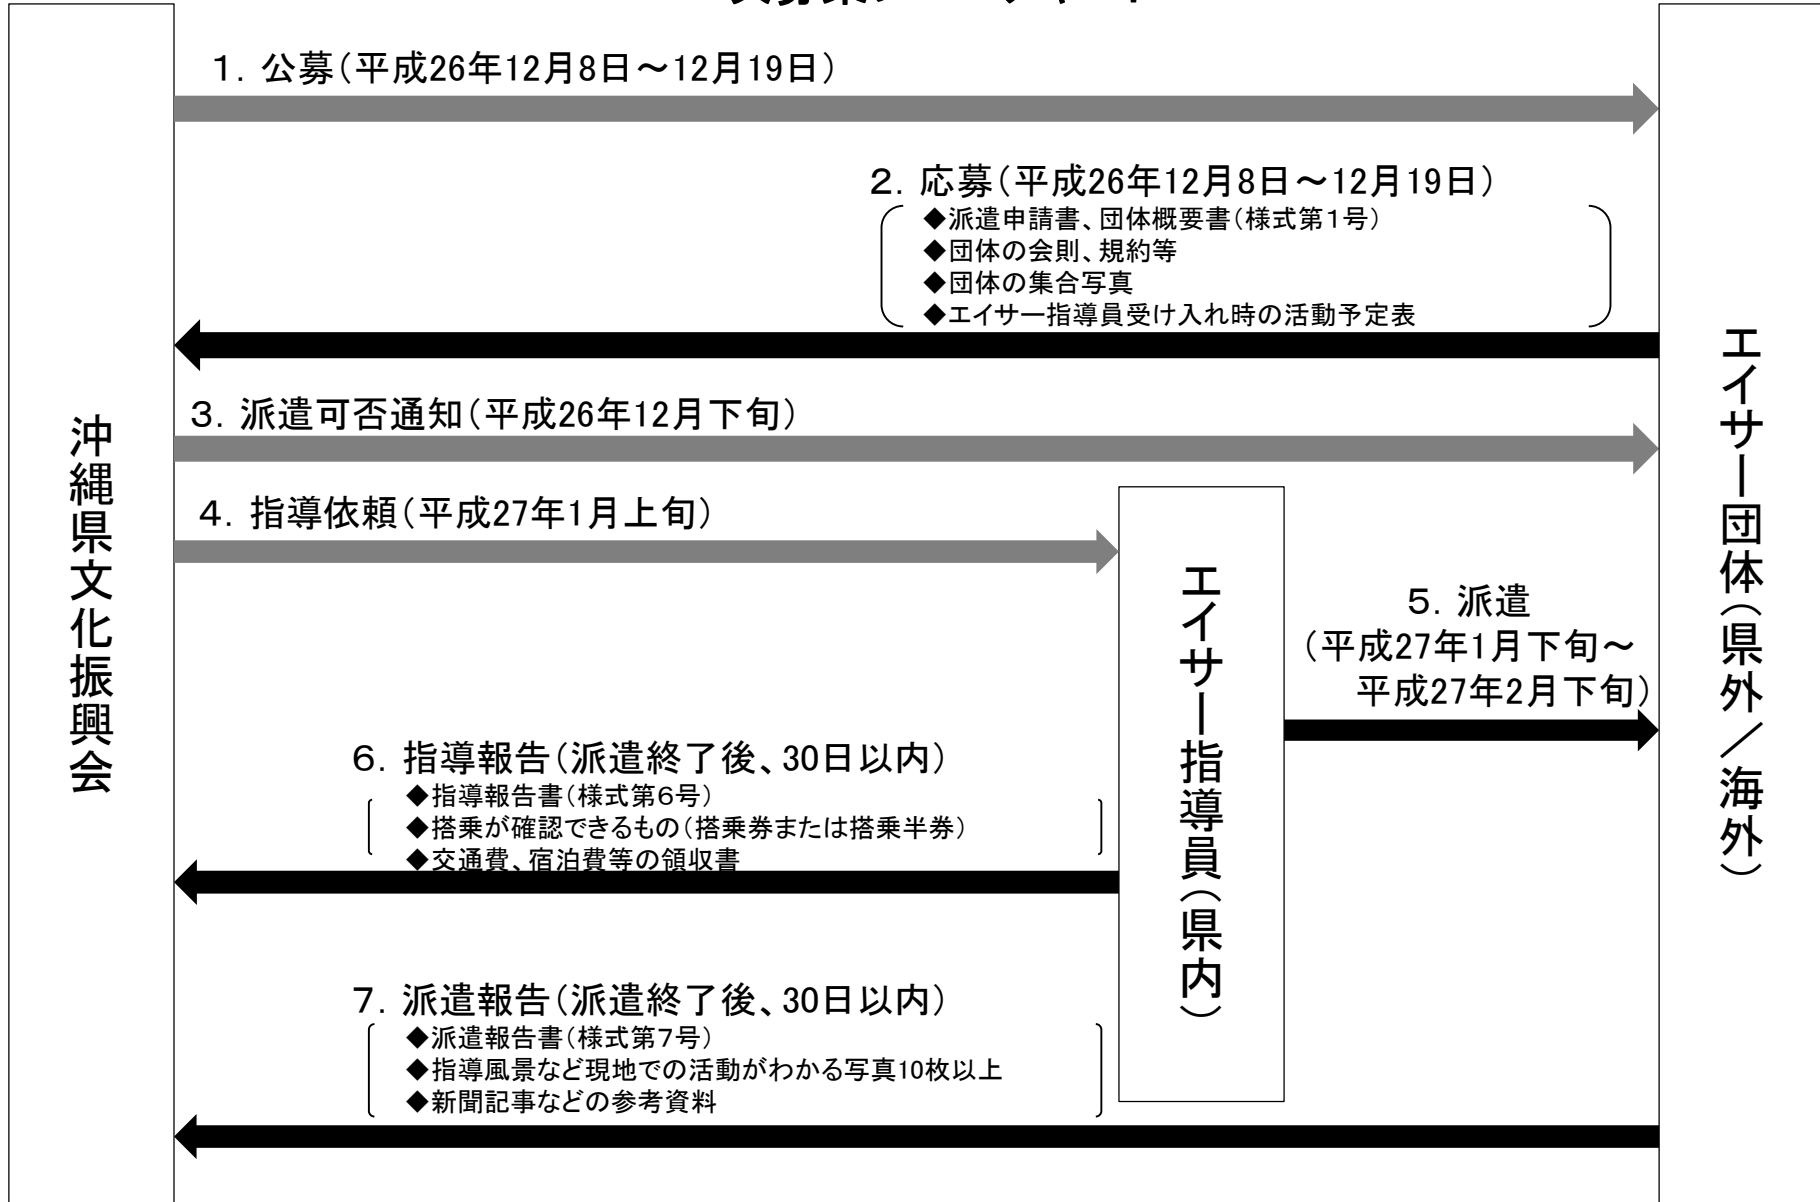 1．公募（平成26年12月8日～12月19日）
2．応募（平成26年12月8日～12月19日）
◆派遣申請書、団体概要書（様式第1号）
◆団体の会則、規約等
◆団体の集合写真
◆エイサー指導員受け入れ時の活動予定表
3．派遣可否通知（平成26年12月下旬）
4．指導依頼（平成27年1月上旬）
沖縄県文化振興会
エイサー指導員（県内）
5．派遣
（平成27年1月下旬～
平成27年2月下旬）
エイサー団体（県外／海外）
6．指導報告（派遣終了後、30日以内）
◆指導報告書（様式第6号）
◆搭乗が確認できるもの（搭乗券または搭乗半券）
◆交通費、宿泊費等の領収書
7．派遣報告（派遣終了後、30日以内）
◆派遣報告書（様式第7号）
◆指導風景など現地での活動がわかる写真10枚以上
◆新聞記事などの参考資料